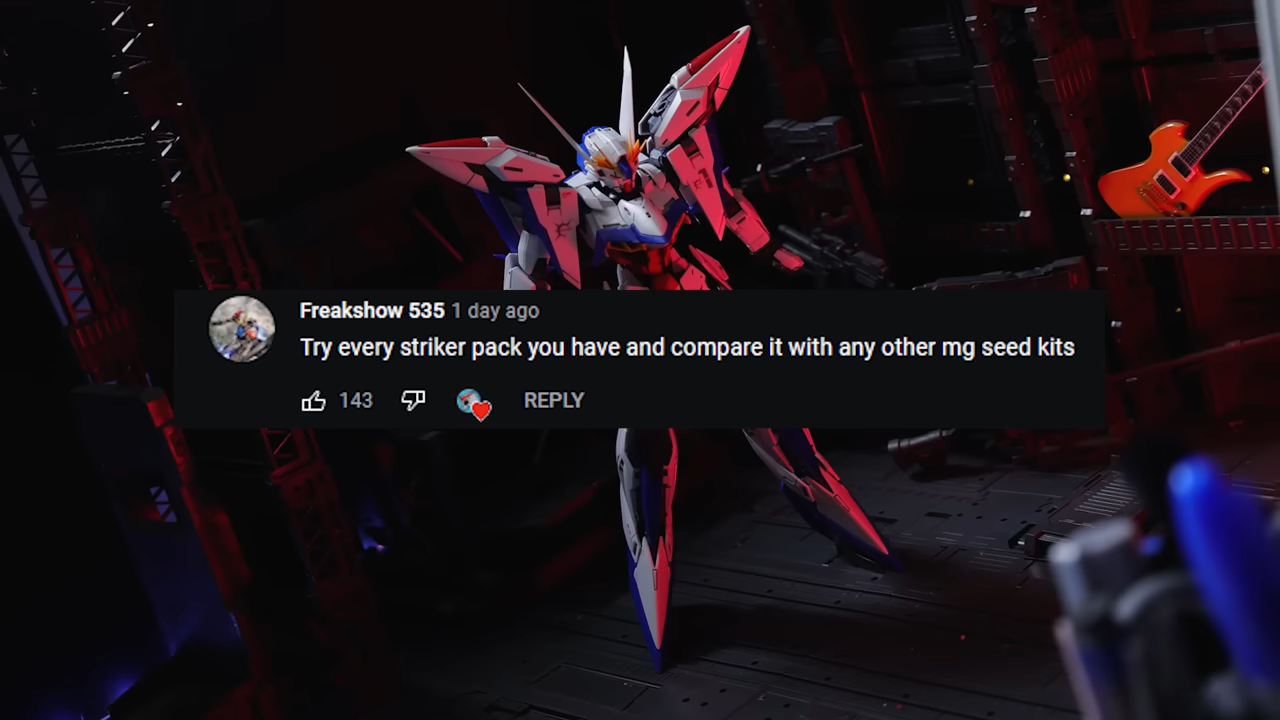 Freakshow 535 1 day ago
Try every striker pack you have and compare it with any other mg seed kits
143
REPLY